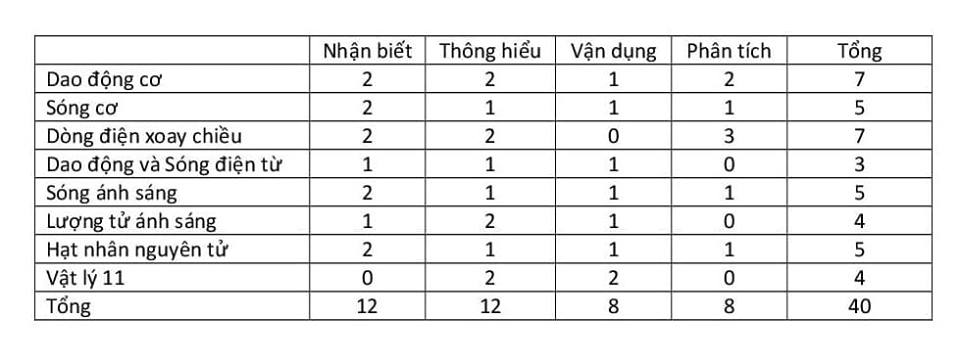 Nhận biết Thông hiểu Vận dụng Phân tích Tổng
Dao động cơ 2 2 1 2 7
Sóng cơ 2 1 1 1 5
Dòng điện xoay chiều 2 2 0 3 7
Dao động và Sóng điện từ 1 1 1 0 3
Sóng ánh sáng 2 1 1 1 5
Lượng tử ánh sáng 1 2 1 0 4
Hạt nhân nguyên tử 2 1 1 1 5
Vật lý 11 0 2 2 0 4
Tổng 12 12 8 8 40